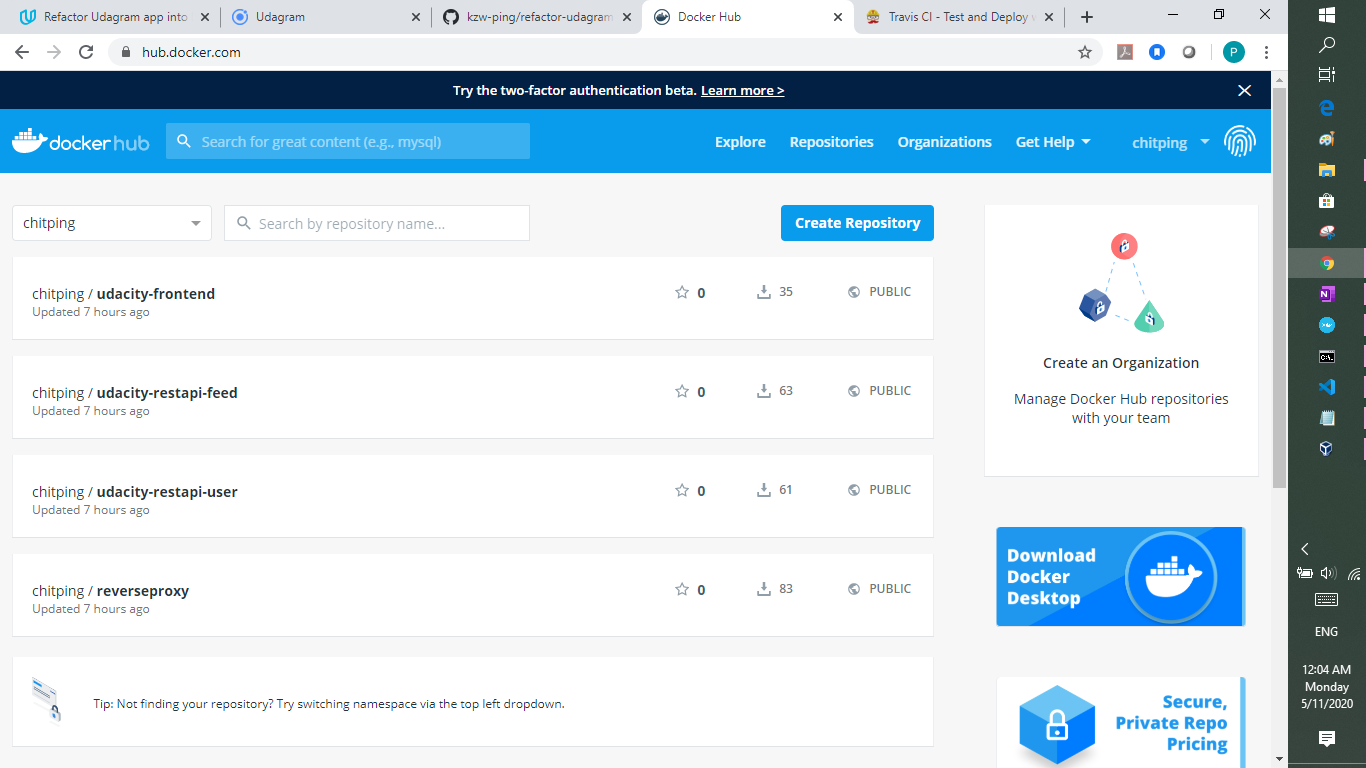 Refactor Udagram app into
Udagram
kzw-ping/refactor-udagram
Docker Hub
Travis CI - Test and Deploy
hub.docker.com
P
Try the two-factor authentication beta. Learn more >
docker hub
Search for great content (e.g., mysql)
Explore
Repositories
Organizations
Get Help
chitping
chitping
Search by repository name...
Create Repository
chitping / udacity-frontend
Updated 7 hours ago
0
35
PUBLIC
chitping / udacity-restapi-feed
Updated 7 hours ago
0
63
PUBLIC
chitping / udacity-restapi-user
Updated 7 hours ago
0
61
PUBLIC
chitping / reverseproxy
Updated 7 hours ago
0
83
PUBLIC
Tip: Not finding your repository? Try switching namespace via the top left dropdown.
Create an Organization
Manage Docker Hub repositories
with your team
Download
Docker
Desktop
Secure,
Private Repo
Pricing
ENG
12:04 AM
Monday
5/11/2020